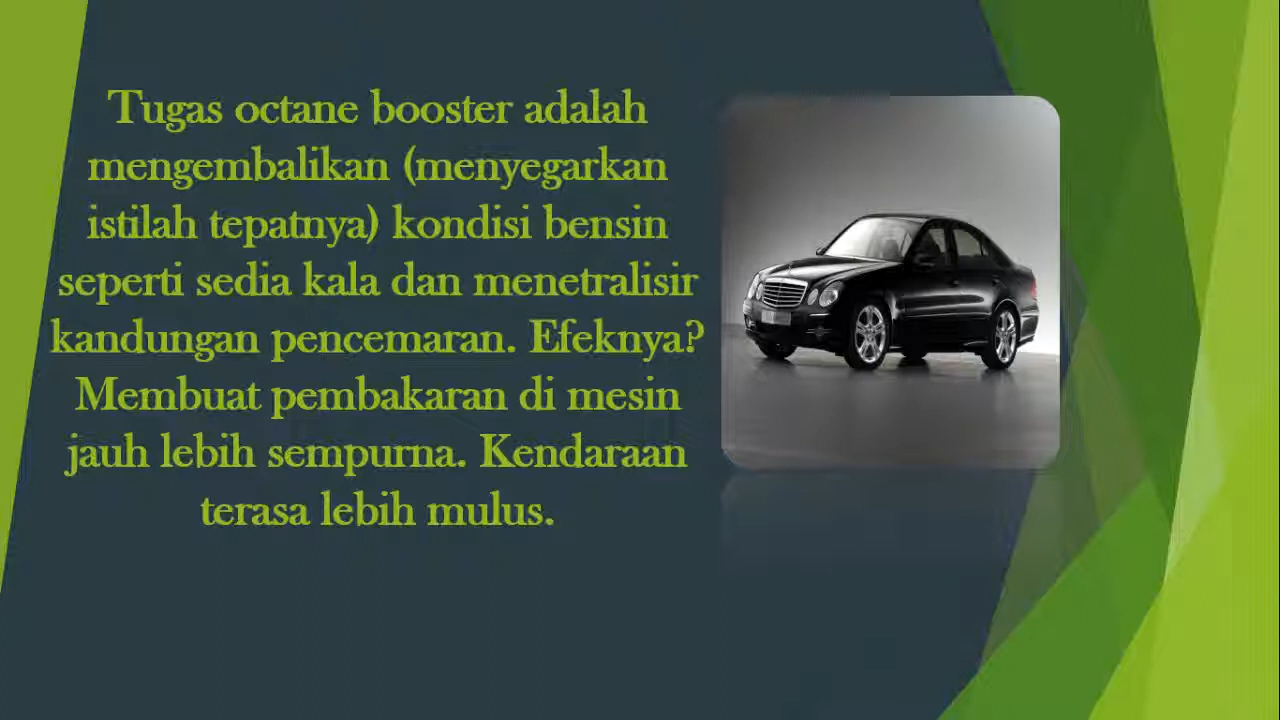 Tugas octane booster adalah
mengembalikan (menyegarkan
istilah tepatnya) kondisi bensin
seperti sedia kala dan menetralisir
kandungan pencemaran. Efeknya?
Membuat pembakaran di mesin
jauh lebih sempurna. Kendaraan
terasa lebih mulus.